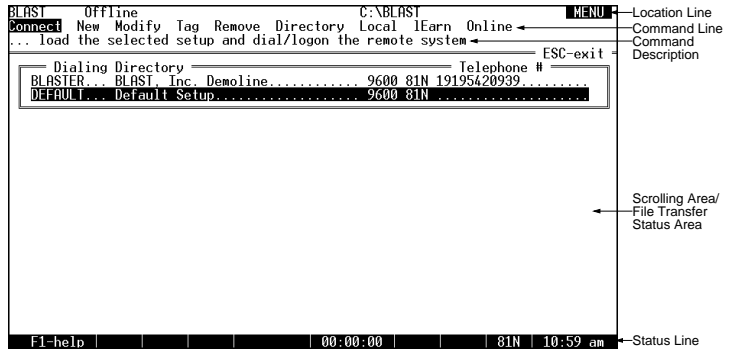 BLAST Offline C:\BLAST MENU
Connect New Modify Tag Remove Directory Local lEarn Online
... load the selected setup and dial/logon the remote system
ESC-exit
Dialing Directory Telephone #
BLASTER... BLAST, Inc. Demoline............ 9600 81N 19195420939.........
DEFAULT... Default Setup................... 9600 81N ....................
F1-help 00:00:00 81N 10:59 am
Location Line
Command Line
Command
Description
Scrolling Area/
File Transfer
Status Area
Status Line